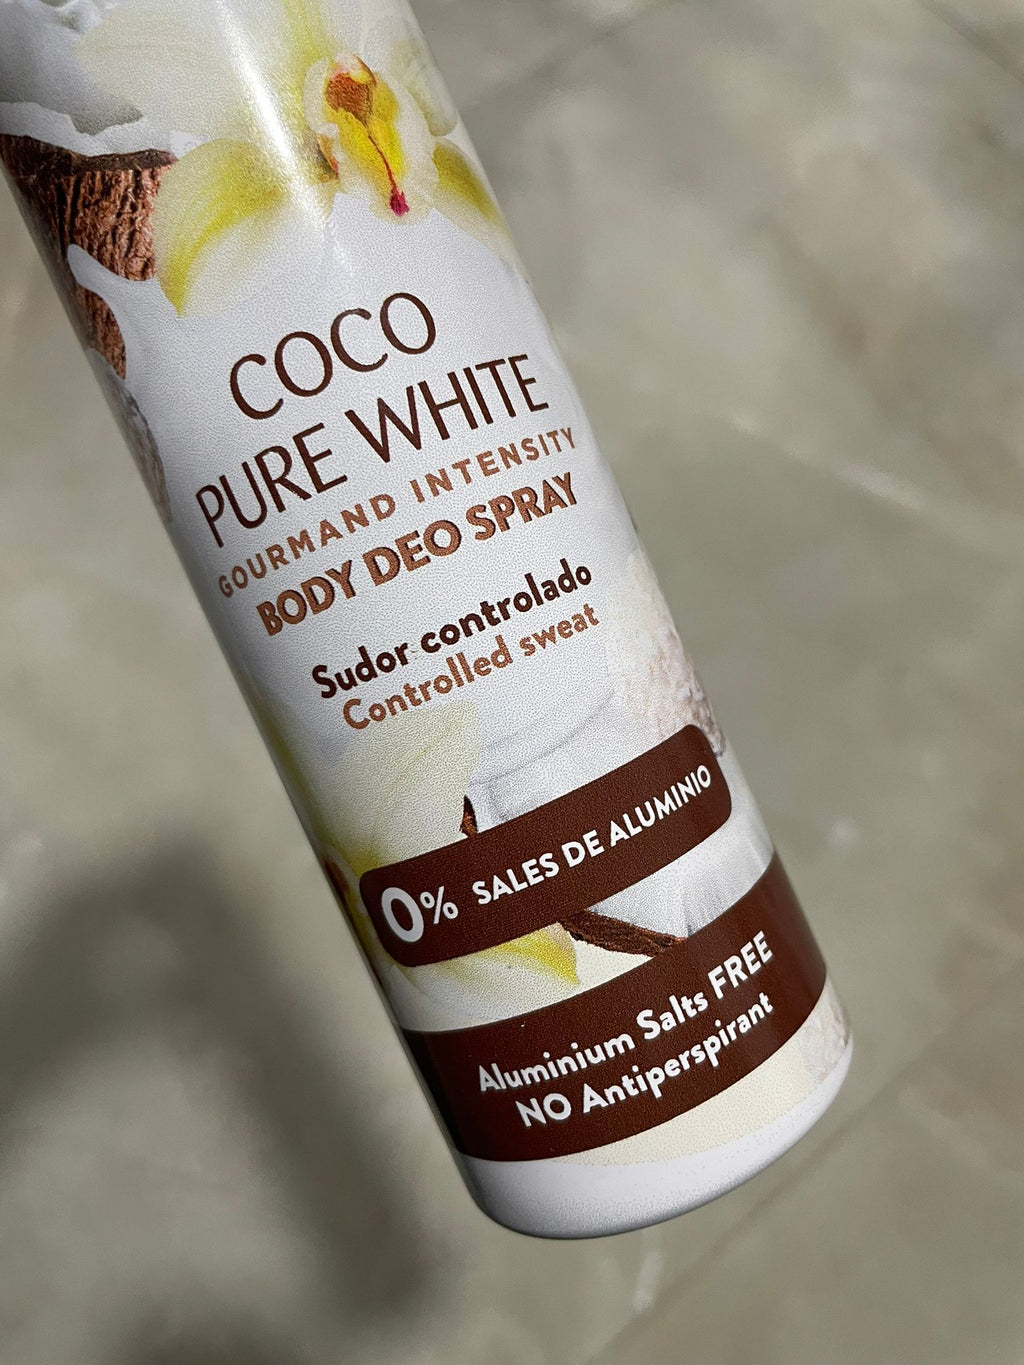 COCO
PURE WHITE
GOURMAND INTENSITY
BODY DEO SPRAY
Sudor controlado
Controlled sweat
0% SALES DE ALUMINIO
Aluminium Salts FREE
NO Antiperspirant